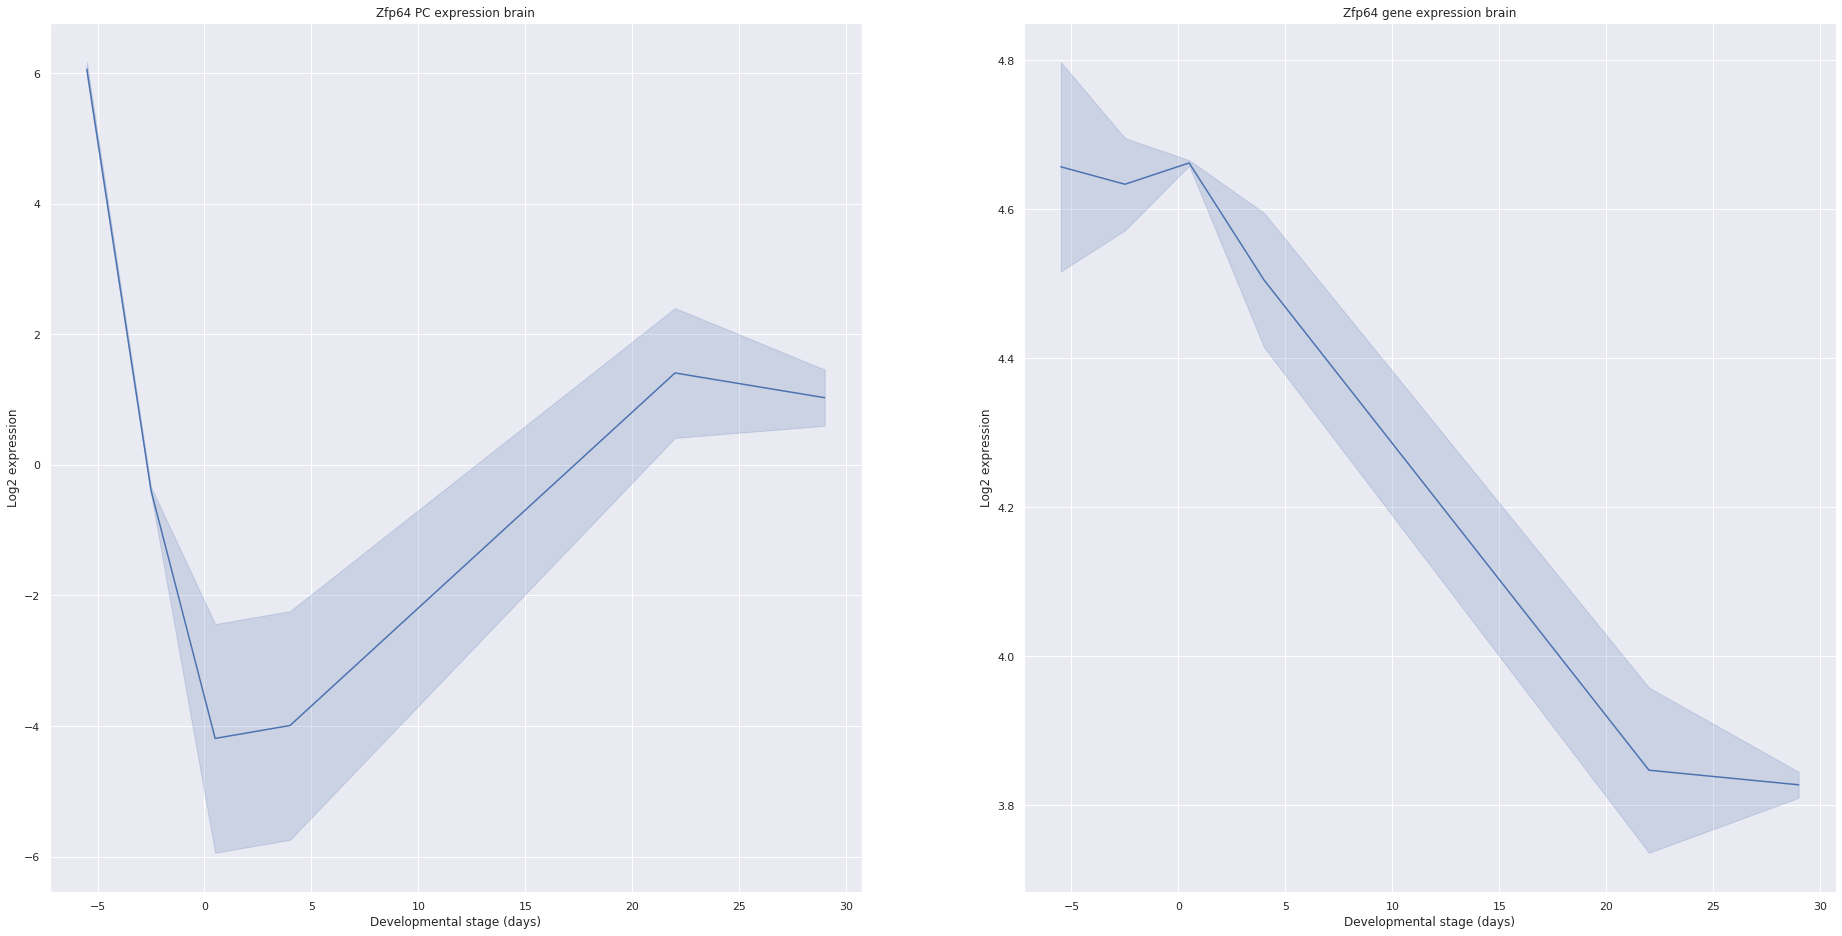 Zfp64 PC expression brain
6
4
2
0
−2
−4
−6
Log2 expression
−5 0 5 10 15 20 25 30
Developmental stage (days)
Zfp64 gene expression brain
4.8
4.6
4.4
4.2
4.0
3.8
Log2 expression
−5 0 5 10 15 20 25 30
Developmental stage (days)